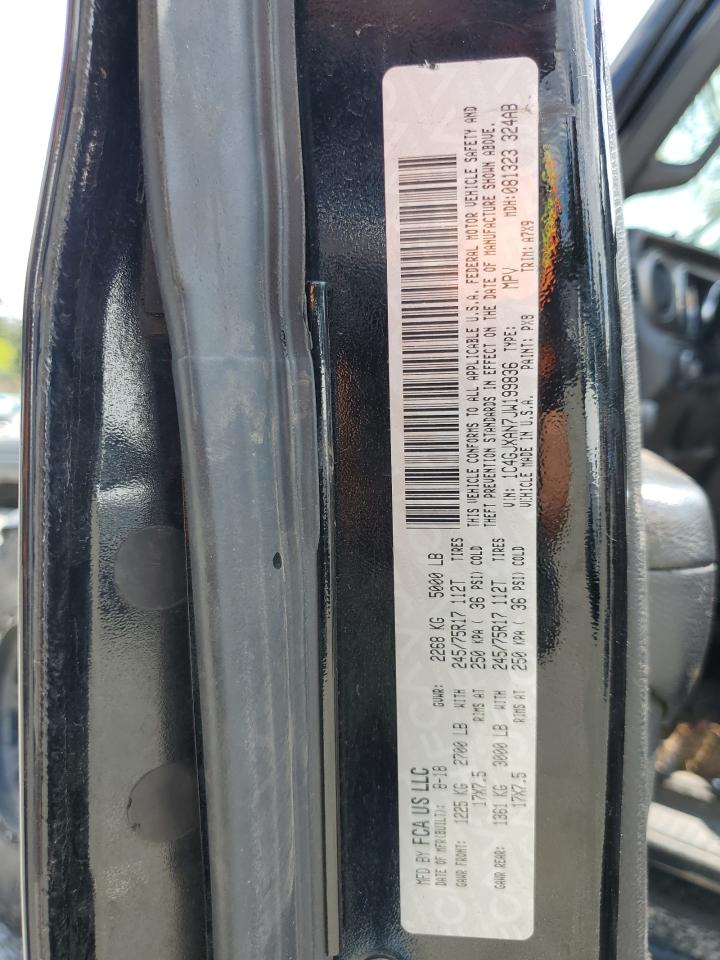 MFD BY FCA US LLC
DATE OF MFR(BUILT): 8-18 GVWR: 2268 KG 5000 LB
GAWR FRONT: 1225 KG 2700 LB WITH 245/75R17 112T TIRES
17X7.5 RIMS AT 250 KPA ( 36 PSI) COLD
GAWR REAR: 1361 KG 3000 LB WITH 245/75R17 112T TIRES
17X7.5 RIMS AT 250 KPA ( 36 PSI) COLD
THIS VEHICLE CONFORMS TO ALL APPLICABLE U.S.A. FEDERAL MOTOR VEHICLE SAFETY AND
THEFT PREVENTION STANDARDS IN EFFECT ON THE DATE OF MANUFACTURE SHOWN ABOVE.
VIN: 1C4GJXAN7JW199836 TYPE: MPV MDH:081323 324AB
VEHICLE MADE IN U.S.A. PAINT: PX8 TRIM: A7X9